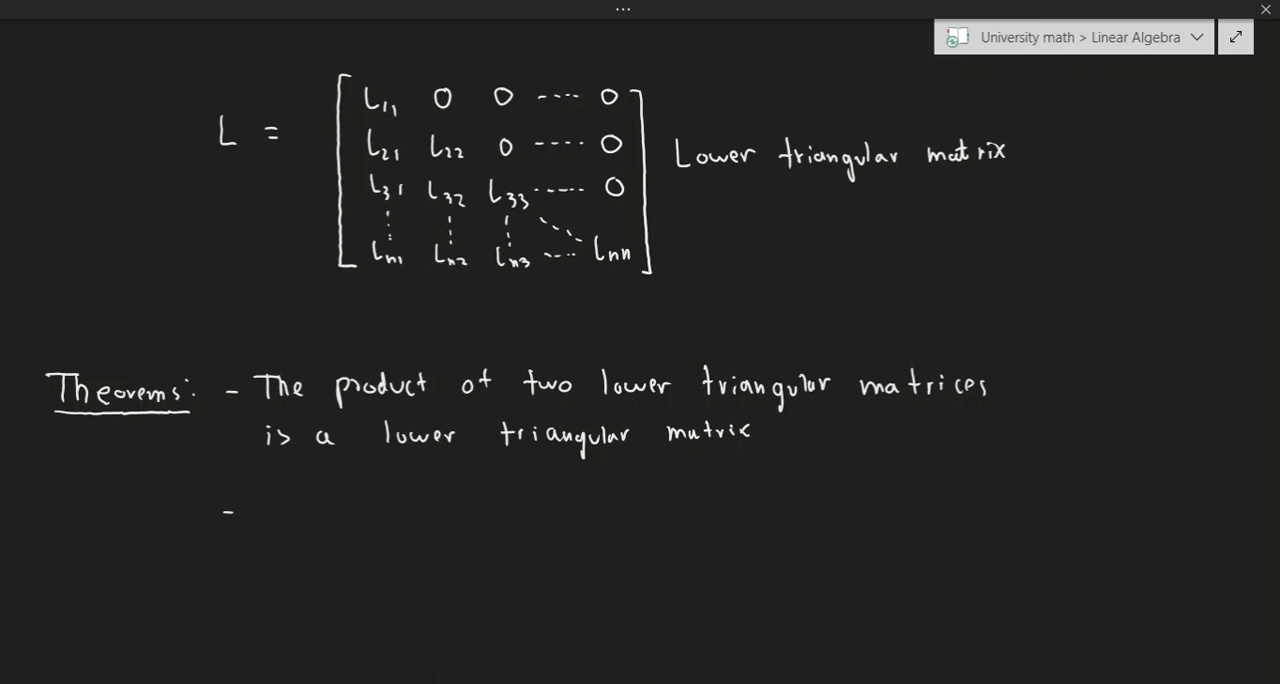 ...
University math > Linear Algebra
L = [ L11 0 0 ---- 0 ] Lower triangular matrix
L21 L22 0 ---- 0
L31 L32 L33 ---- 0
Ln1 Ln2 Ln3 ---- Lnn
Theorems: - The product of two lower triangular matrices
is a lower triangular matrix
-